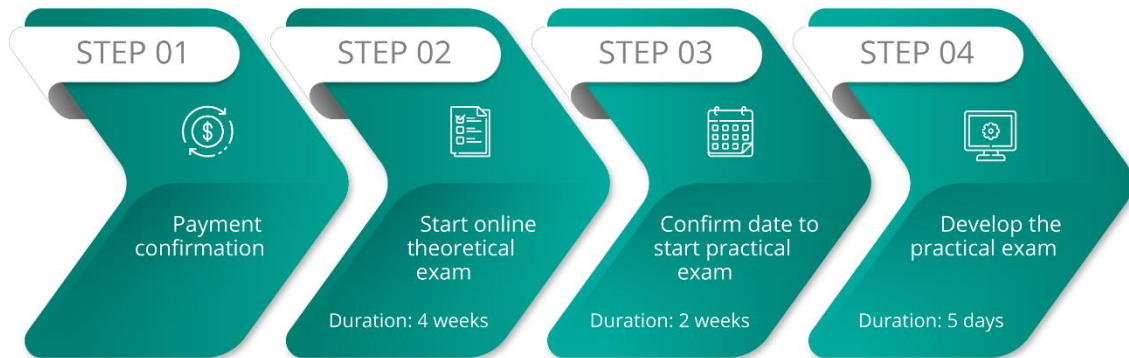 STEP 01
Payment
confirmation
STEP 02
Start online
theoretical
exam
Duration: 4 weeks
STEP 03
Confirm date to
start practical
exam
Duration: 2 weeks
STEP 04
Develop the
practical exam
Duration: 5 days